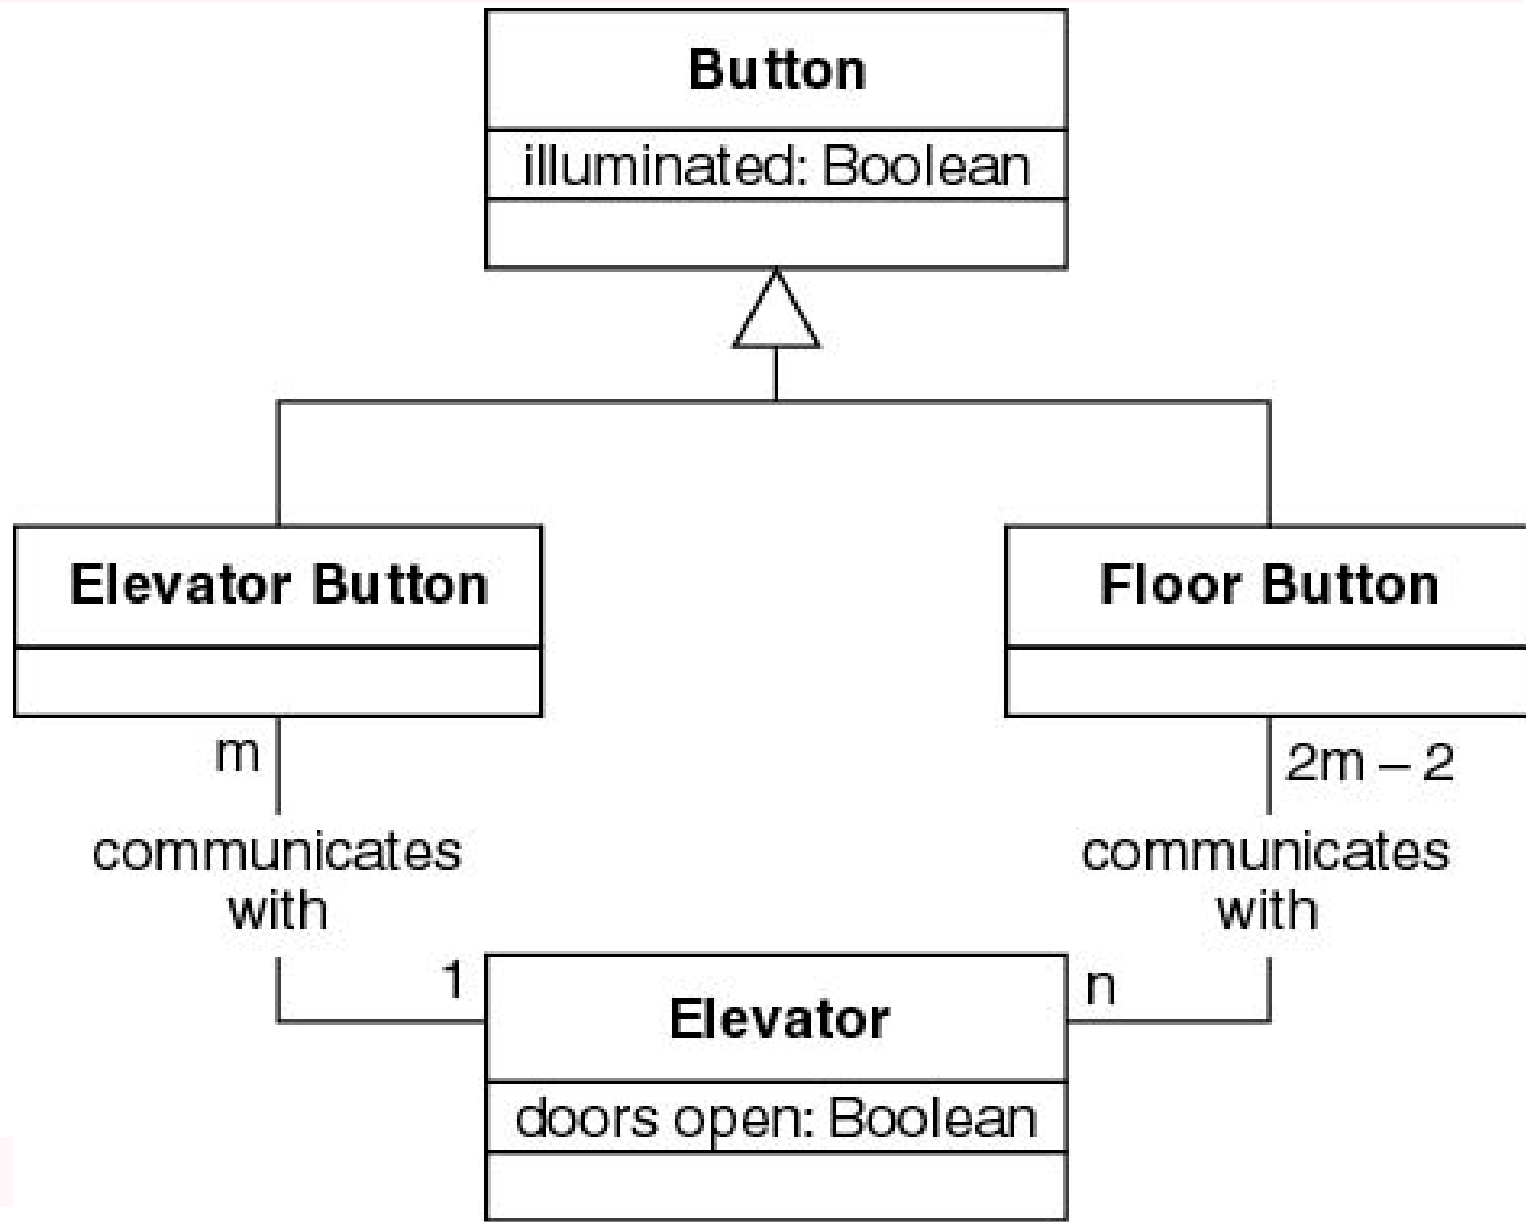 Button
illuminated: Boolean
Elevator Button
Floor Button
m
2m – 2
communicates
with
communicates
with
1
n
Elevator
doors open: Boolean